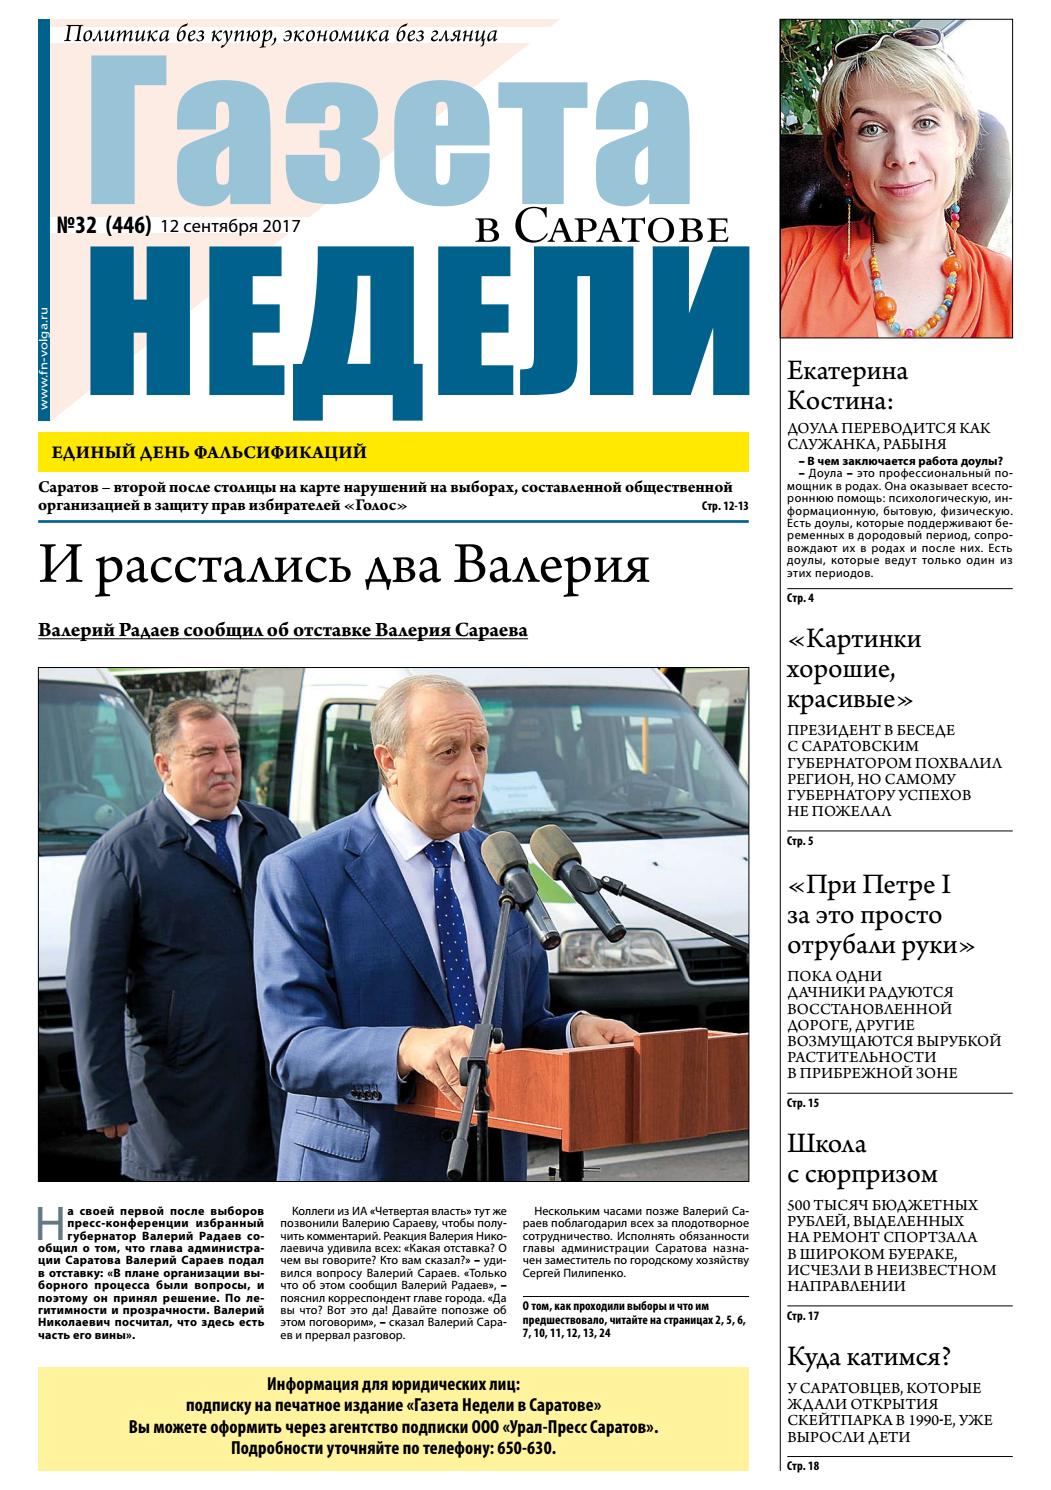 Политика без купюр, экономика без глянца
Газета
№32 (446) 12 сентября 2017
в Саратове
НЕДЕЛИ
www.fn-volga.ru
ЕДИНЫЙ ДЕНЬ ФАЛЬСИФИКАЦИЙ
Саратов – второй после столицы на карте нарушений на выборах, составленной общественной
организацией в защиту прав избирателей «Голос»
Стр. 12-13
И расстались два Валерия
Валерий Радаев сообщил об отставке Валерия Сараева
На своей первой после выборов
пресс-конференции избранный
губернатор Валерий Радаев со-
общил о том, что глава администра-
ции Саратова Валерий Сараев подал
в отставку: «В плане организации вы-
борного процесса были вопросы, и
поэтому он принял решение. По ле-
гитимности и прозрачности. Валерий
Николаевич посчитал, что здесь есть
часть его вины».
Коллеги из ИА «Четвертая власть» тут же
позвонили Валерию Сараеву, чтобы полу-
чить комментарий. Реакция Валерия Нико-
лаевича удивила всех: «Какая отставка? О
чем вы говорите? Кто вам сказал?» – уди-
вился вопросу Валерий Сараев. «Только
что об этом сообщил Валерий Радаев», –
пояснил корреспондент главе города. «Да
вы что? Вот это да! Давайте попозже об
этом поговорим», – сказал Валерий Сара-
ев и прервал разговор.
Несколькими часами позже Валерий Са-
раев поблагодарил всех за плодотворное
сотрудничество. Исполнять обязанности
главы администрации Саратова назна-
чен заместитель по городскому хозяйству
Сергей Пилипенко.
О том, как проходили выборы и что им
предшествовало, читайте на страницах 2, 5, 6,
7, 10, 11, 12, 13, 24
Информация для юридических лиц:
подписку на печатное издание «Газета Недели в Саратове»
Вы можете оформить через агентство подписки ООО «Урал-Пресс Саратов».
Подробности уточняйте по телефону: 650-630.
Екатерина
Костина:
ДОУЛА ПЕРЕВОДИТСЯ КАК
СЛУЖАНКА, РАБЫНЯ
– В чем заключается работа доулы?
– Доула – это профессиональный по-
мощник в родах. Она оказывает всесто-
роннюю помощь: психологическую, ин-
формационную, бытовую, физическую.
Есть доулы, которые поддерживают бе-
ременных в дородовый период, сопро-
вождают их в родах и после них. Есть
доулы, которые ведут только один из
этих периодов.
Стр. 4
«Картинки
хорошие,
красивые»
ПРЕЗИДЕНТ В БЕСЕДЕ
С САРАТОВСКИМ
ГУБЕРНАТОРОМ ПОХВАЛИЛ
РЕГИОН, НО САМОМУ
ГУБЕРНАТОРУ УСПЕХОВ
НЕ ПОЖЕЛАЛ
Стр. 5
«При Петре I
за это просто
отрубали руки»
ПОКА ОДНИ
ДАЧНИКИ РАДУЮТСЯ
ВОССТАНОВЛЕННОЙ
ДОРОГЕ, ДРУГИЕ
ВОЗМУЩАЮТСЯ ВЫРУБКОЙ
РАСТИТЕЛЬНОСТИ
В ПРИБРЕЖНОЙ ЗОНЕ
Стр. 15
Школа
с сюрпризом
500 ТЫСЯЧ БЮДЖЕТНЫХ
РУБЛЕЙ, ВЫДЕЛЕННЫХ
НА РЕМОНТ СПОРТЗАЛА
В ШИРОКОМ БУЕРАКЕ,
ИСЧЕЗЛИ В НЕИЗВЕСТНОМ
НАПРАВЛЕНИИ
Стр. 17
Куда катимся?
У САРАТОВЦЕВ, КОТОРЫЕ
ЖДАЛИ ОТКРЫТИЯ
СКЕЙТПАРКА В 1990-Е, УЖЕ
ВЫРОСЛИ ДЕТИ
Стр. 18